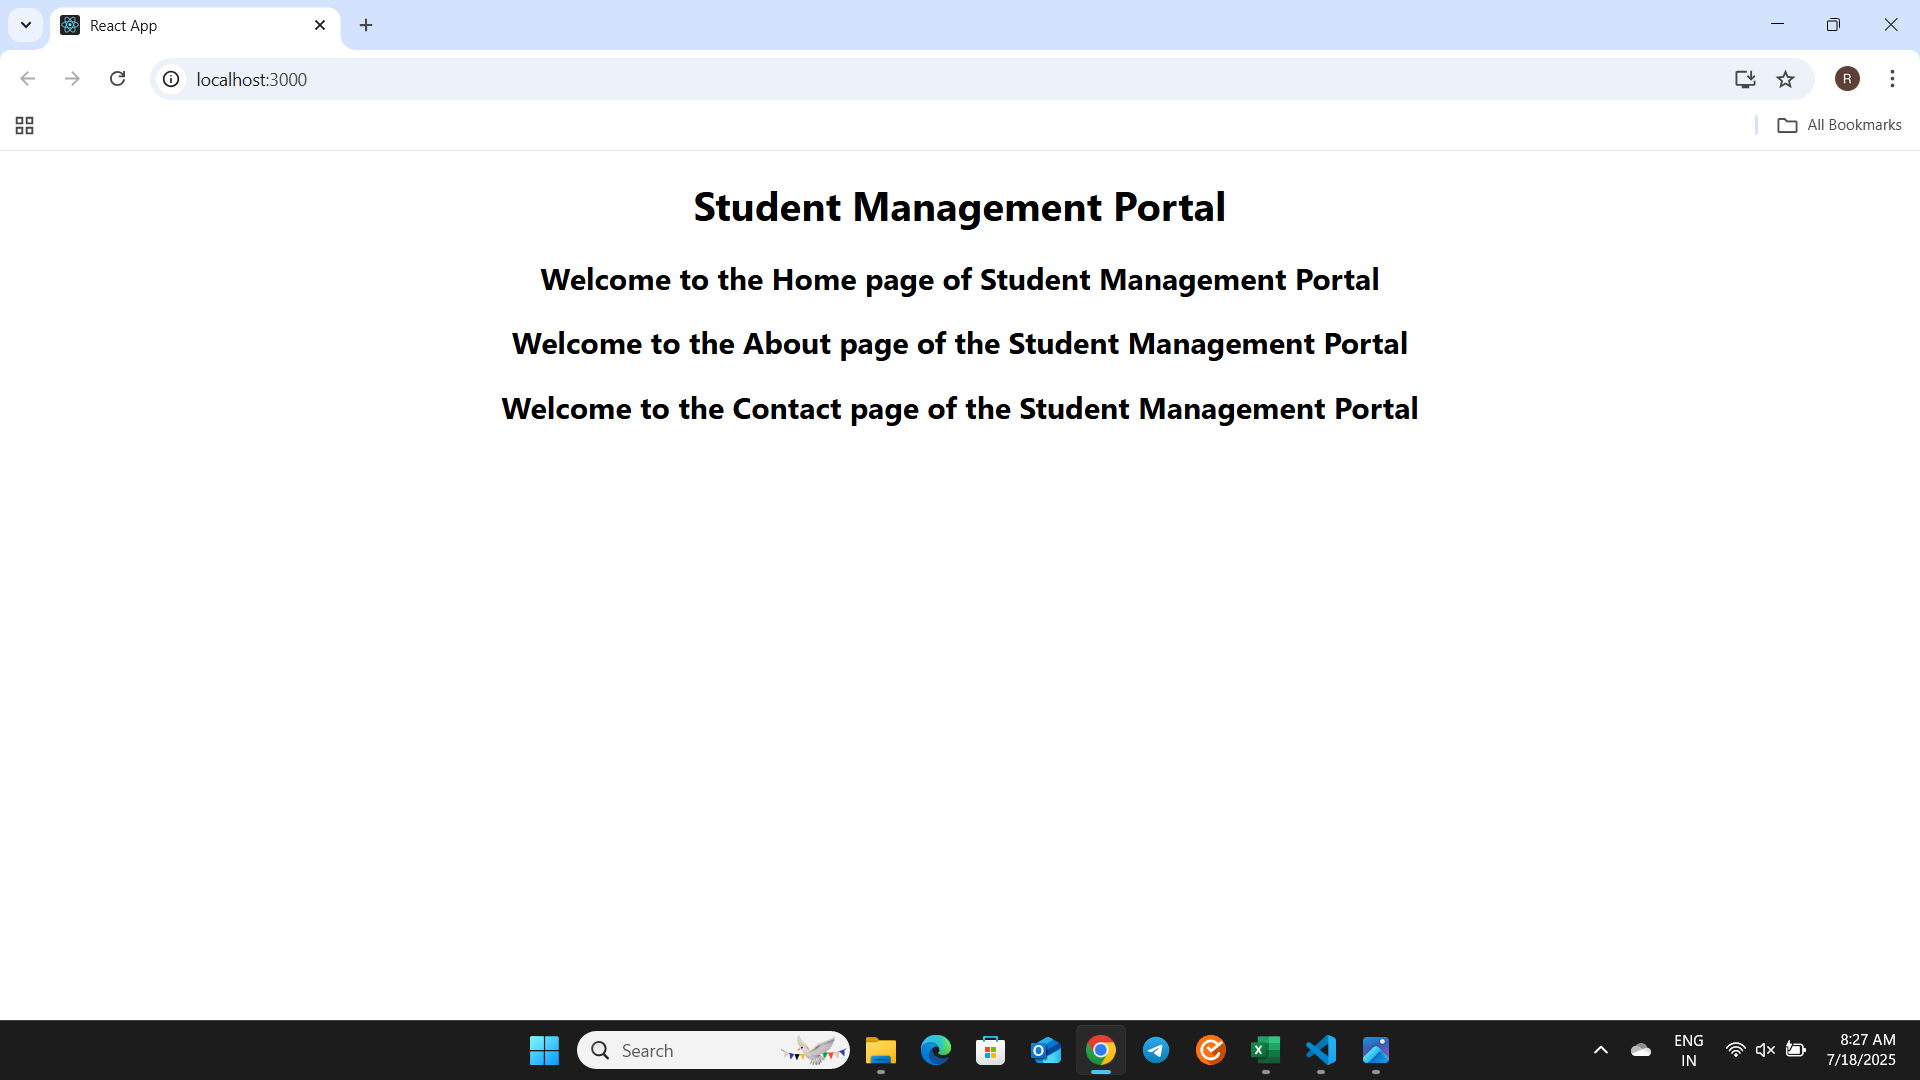 React App
localhost:3000
R
All Bookmarks
Student Management Portal
Welcome to the Home page of Student Management Portal
Welcome to the About page of the Student Management Portal
Welcome to the Contact page of the Student Management Portal
Search
ENG
IN
8:27 AM
7/18/2025